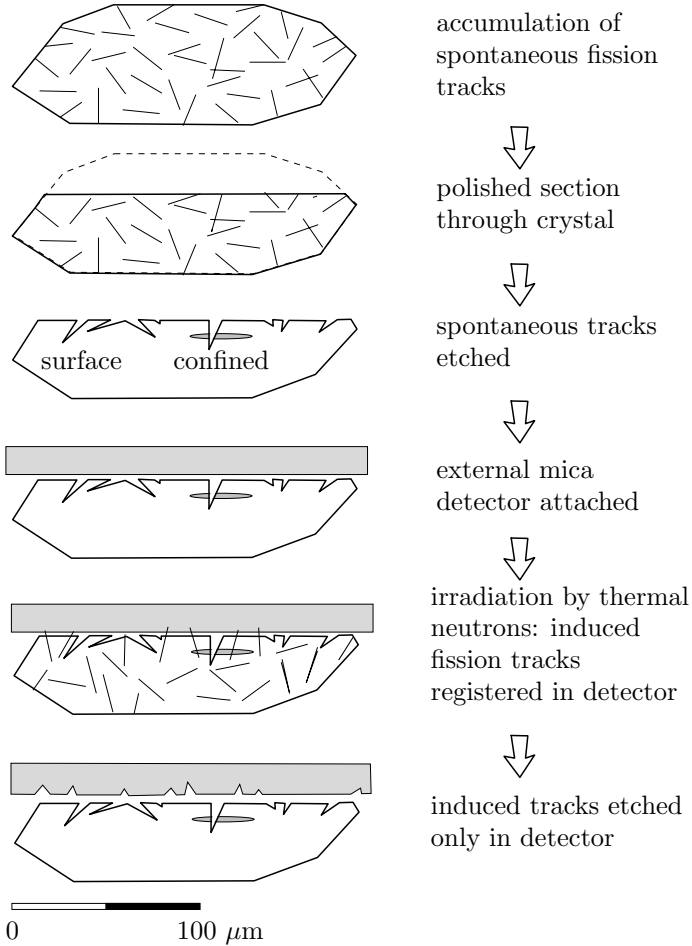 accumulation of
spontaneous fission
tracks
polished section
through crystal
spontaneous tracks
etched
surface
confined
external mica
detector attached
irradiation by thermal
neutrons: induced
fission tracks
registered in detector
induced tracks etched
only in detector
0
100 μm